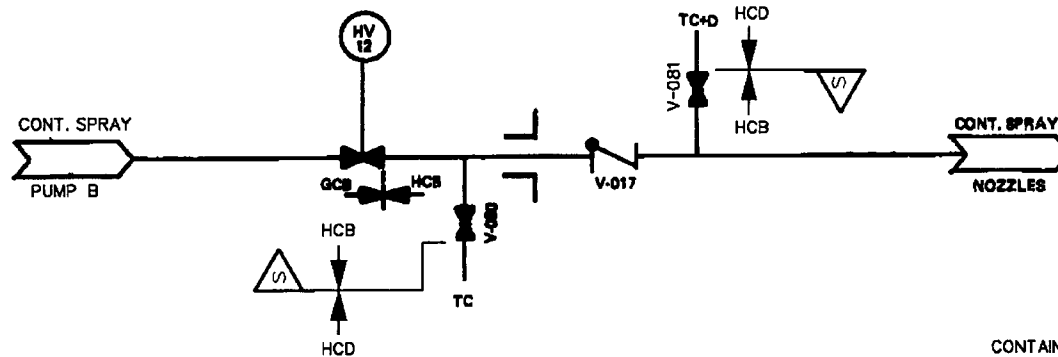 HV
12
CONT. SPRAY
PUMP B
GCB
HCB
V-080
HCB
S
HCD
TC
V-017
TC+D
V-081
HCD
HCB
S
CONT. SPRAY
NOZZLES
CONTAIN